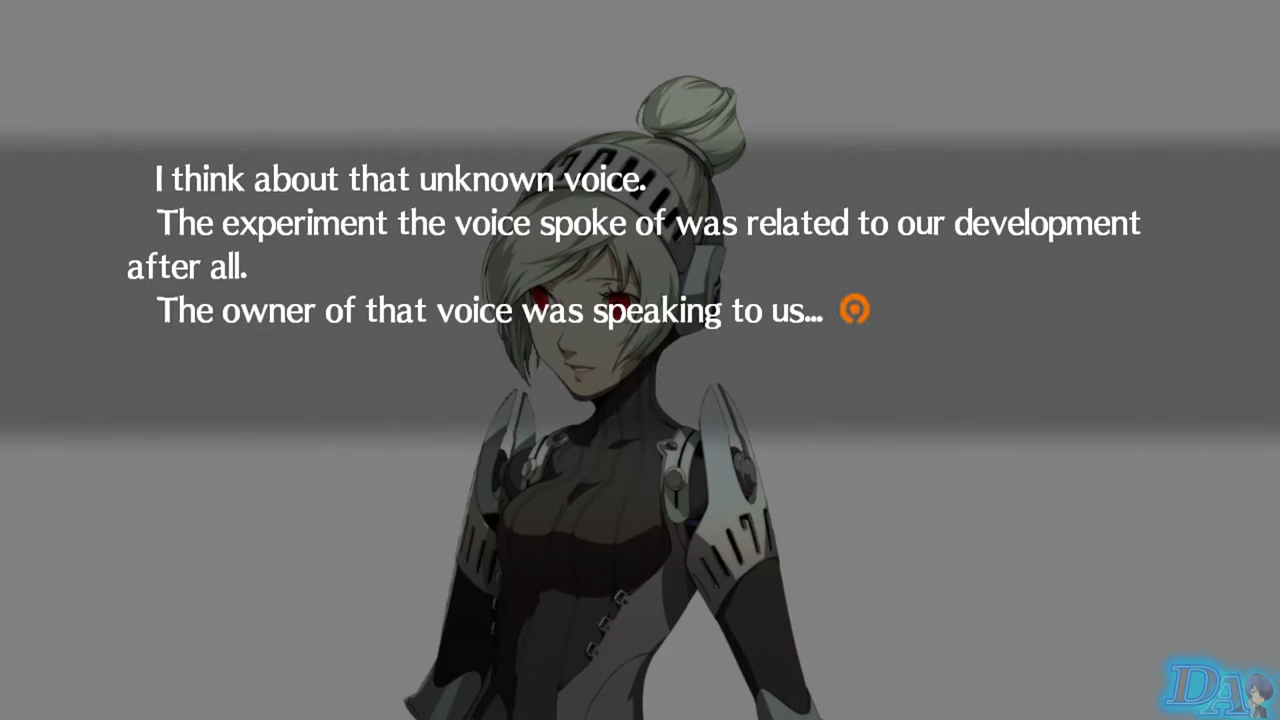 I think about that unknown voice.
The experiment the voice spoke of was related to our development
after all.
The owner of that voice was speaking to us...
DA